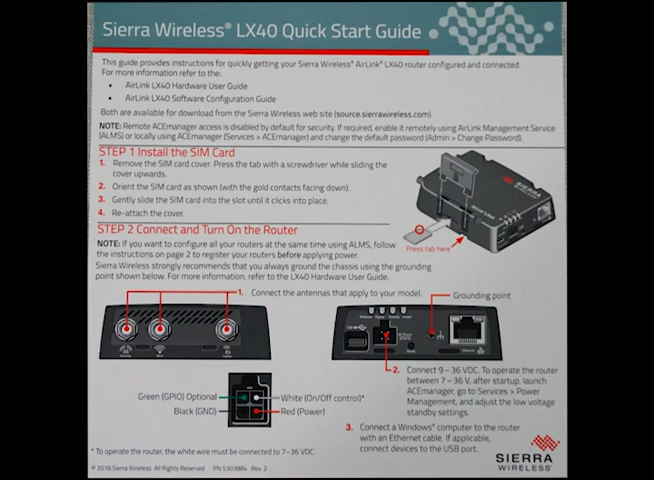 Sierra Wireless® LX40 Quick Start Guide
This guide provides instructions for quickly getting your Sierra Wireless® AirLink® LX40 router configured and connected.
For more information refer to the:
• AirLink LX40 Hardware User Guide
• AirLink LX40 Software Configuration Guide
Both are available for download from the Sierra Wireless web site (source.sierrawireless.com).
NOTE: Remote ACEmanager access is disabled by default for security. If required, enable it remotely using AirLink Management Service
(ALMS) or locally using ACEmanager (Services > ACEmanager) and change the default password (Admin > Change Password).
STEP 1 Install the SIM Card
1. Remove the SIM card cover. Press the tab with a screwdriver while sliding the
cover upwards.
2. Orient the SIM card as shown (with the gold contacts facing down).
3. Gently slide the SIM card into the slot until it clicks into place.
4. Re-attach the cover.
SIERRA
WIRELESS
Press tab here
STEP 2 Connect and Turn On the Router
NOTE: If you want to configure all your routers at the same time using ALMS, follow
the instructions on page 2 to register your routers before applying power.
Sierra Wireless strongly recommends that you always ground the chassis using the grounding
point shown below. For more information, refer to the LX40 Hardware User Guide.
1. Connect the antennas that apply to your model.
Grounding point
2. Connect 9 – 36 VDC. To operate the router
between 7 – 36 V, after startup, launch
ACEmanager, go to Services > Power
Management, and adjust the low voltage
standby settings.
Green (GPIO) Optional
White (On/Off control)*
Black (GND)
Red (Power)
3. Connect a Windows® computer to the router
with an Ethernet cable. If applicable,
connect devices to the USB port.
* To operate the router, the white wire must be connected to 7–36 VDC.
© 2018 Sierra Wireless All Rights Reserved PN 5303884 Rev. 2
SIERRA
WIRELESS®